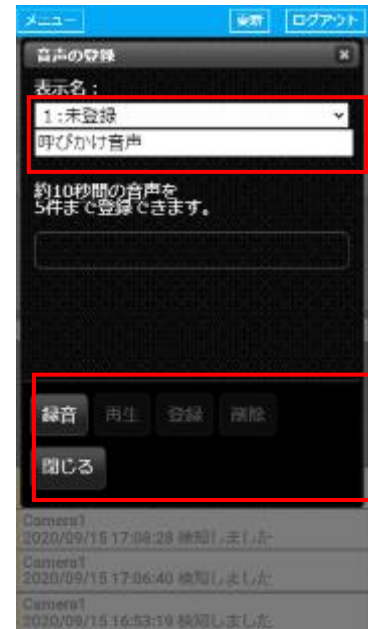 メニュー 更新 ログアウト
音声の登録 ×
表示名：
1:未登録
呼びかけ音声
約10秒間の音声を
5件まで登録できます。
録音 再生 登録 削除
閉じる
Camera1
2020/09/15 17:08:28 検知しました
Camera1
2020/09/15 17:06:40 検知しました
Camera1
2020/09/15 16:53:19 検知しました